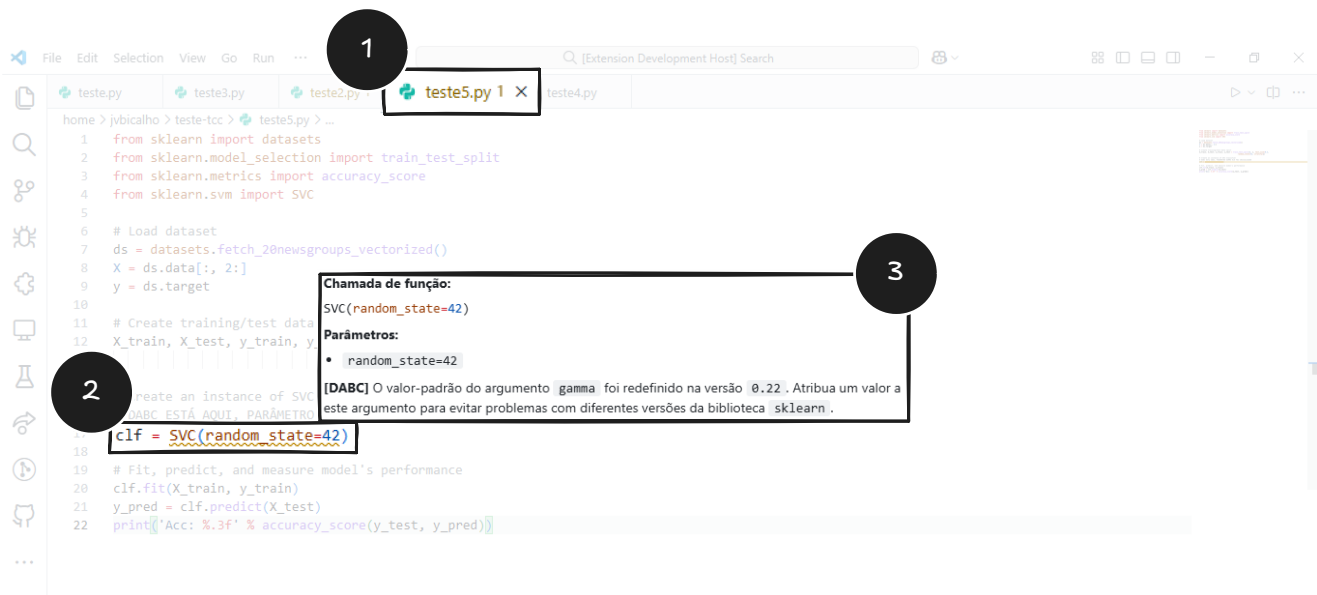 1
File Edit Selection View Go Run ...
[Extension Development Host] Search
teste.py teste3.py teste2.py teste5.py 1 teste4.py
home > jvbicalho > teste-tcc > teste5.py > ...
1 from sklearn import datasets
2 from sklearn.model_selection import train_test_split
3 from sklearn.metrics import accuracy_score
4 from sklearn.svm import SVC
5
6 # Load dataset
7 ds = datasets.fetch_20newsgroups_vectorized()
8 X = ds.data[:, 2:]
9 y = ds.target
10
11 # Create training/test data
12 X_train, X_test, y_train, y_
3
Chamada de função:
SVC(random_state=42)
Parâmetros:
• random_state=42
[DABC] O valor-padrão do argumento gamma foi redefinido na versão 0.22 . Atribua um valor a
este argumento para evitar problemas com diferentes versões da biblioteca sklearn .
2
reate an instance of SVC
DABC ESTÁ AQUI, PARÂMETRO
17 clf = SVC(random_state=42)
18
19 # Fit, predict, and measure model's performance
20 clf.fit(X_train, y_train)
21 y_pred = clf.predict(X_test)
22 print('Acc: %.3f' % accuracy_score(y_test, y_pred))